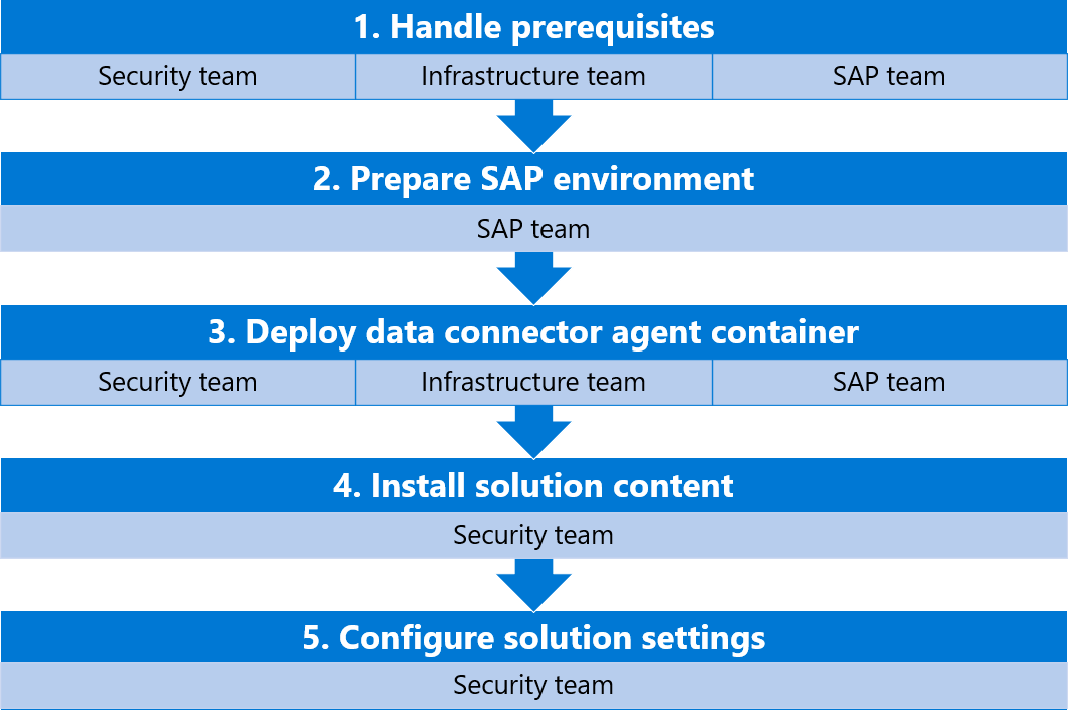 1. Handle prerequisites
Security team
Infrastructure team
SAP team
2. Prepare SAP environment
SAP team
3. Deploy data connector agent container
Security team
Infrastructure team
SAP team
4. Install solution content
Security team
5. Configure solution settings
Security team